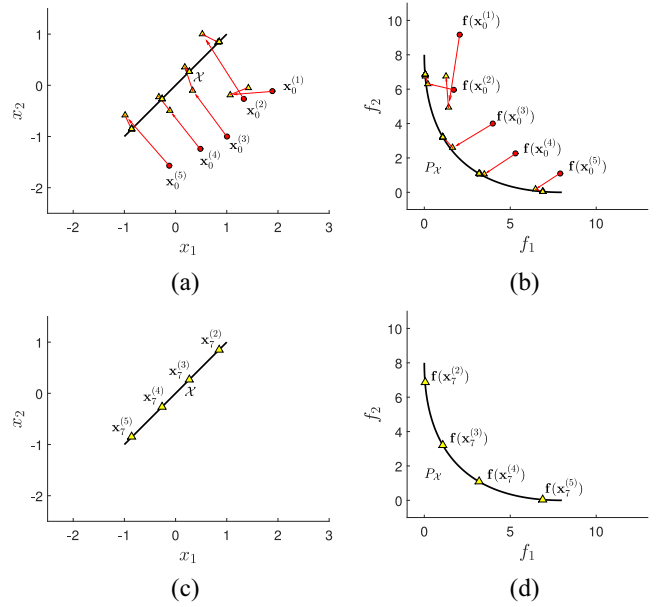 1
0
-1
-2
x₂
-2
-1
0
1
2
3
x₁
𝒳
x₀⁽¹⁾
x₀⁽²⁾
x₀⁽³⁾
x₀⁽⁴⁾
x₀⁽⁵⁾
(a)
10
8
6
4
2
0
f₂
0
5
10
f₁
f(x₀⁽¹⁾)
f(x₀⁽²⁾)
f(x₀⁽³⁾)
f(x₀⁽⁴⁾)
f(x₀⁽⁵⁾)
P_𝒳
(b)
1
0
-1
-2
x₂
-2
-1
0
1
2
3
x₁
x₇⁽²⁾
x₇⁽³⁾
𝒳
x₇⁽⁴⁾
x₇⁽⁵⁾
(c)
10
8
6
4
2
0
f₂
0
5
10
f₁
f(x₇⁽²⁾)
f(x₇⁽³⁾)
f(x₇⁽⁴⁾)
f(x₇⁽⁵⁾)
P_𝒳
(d)